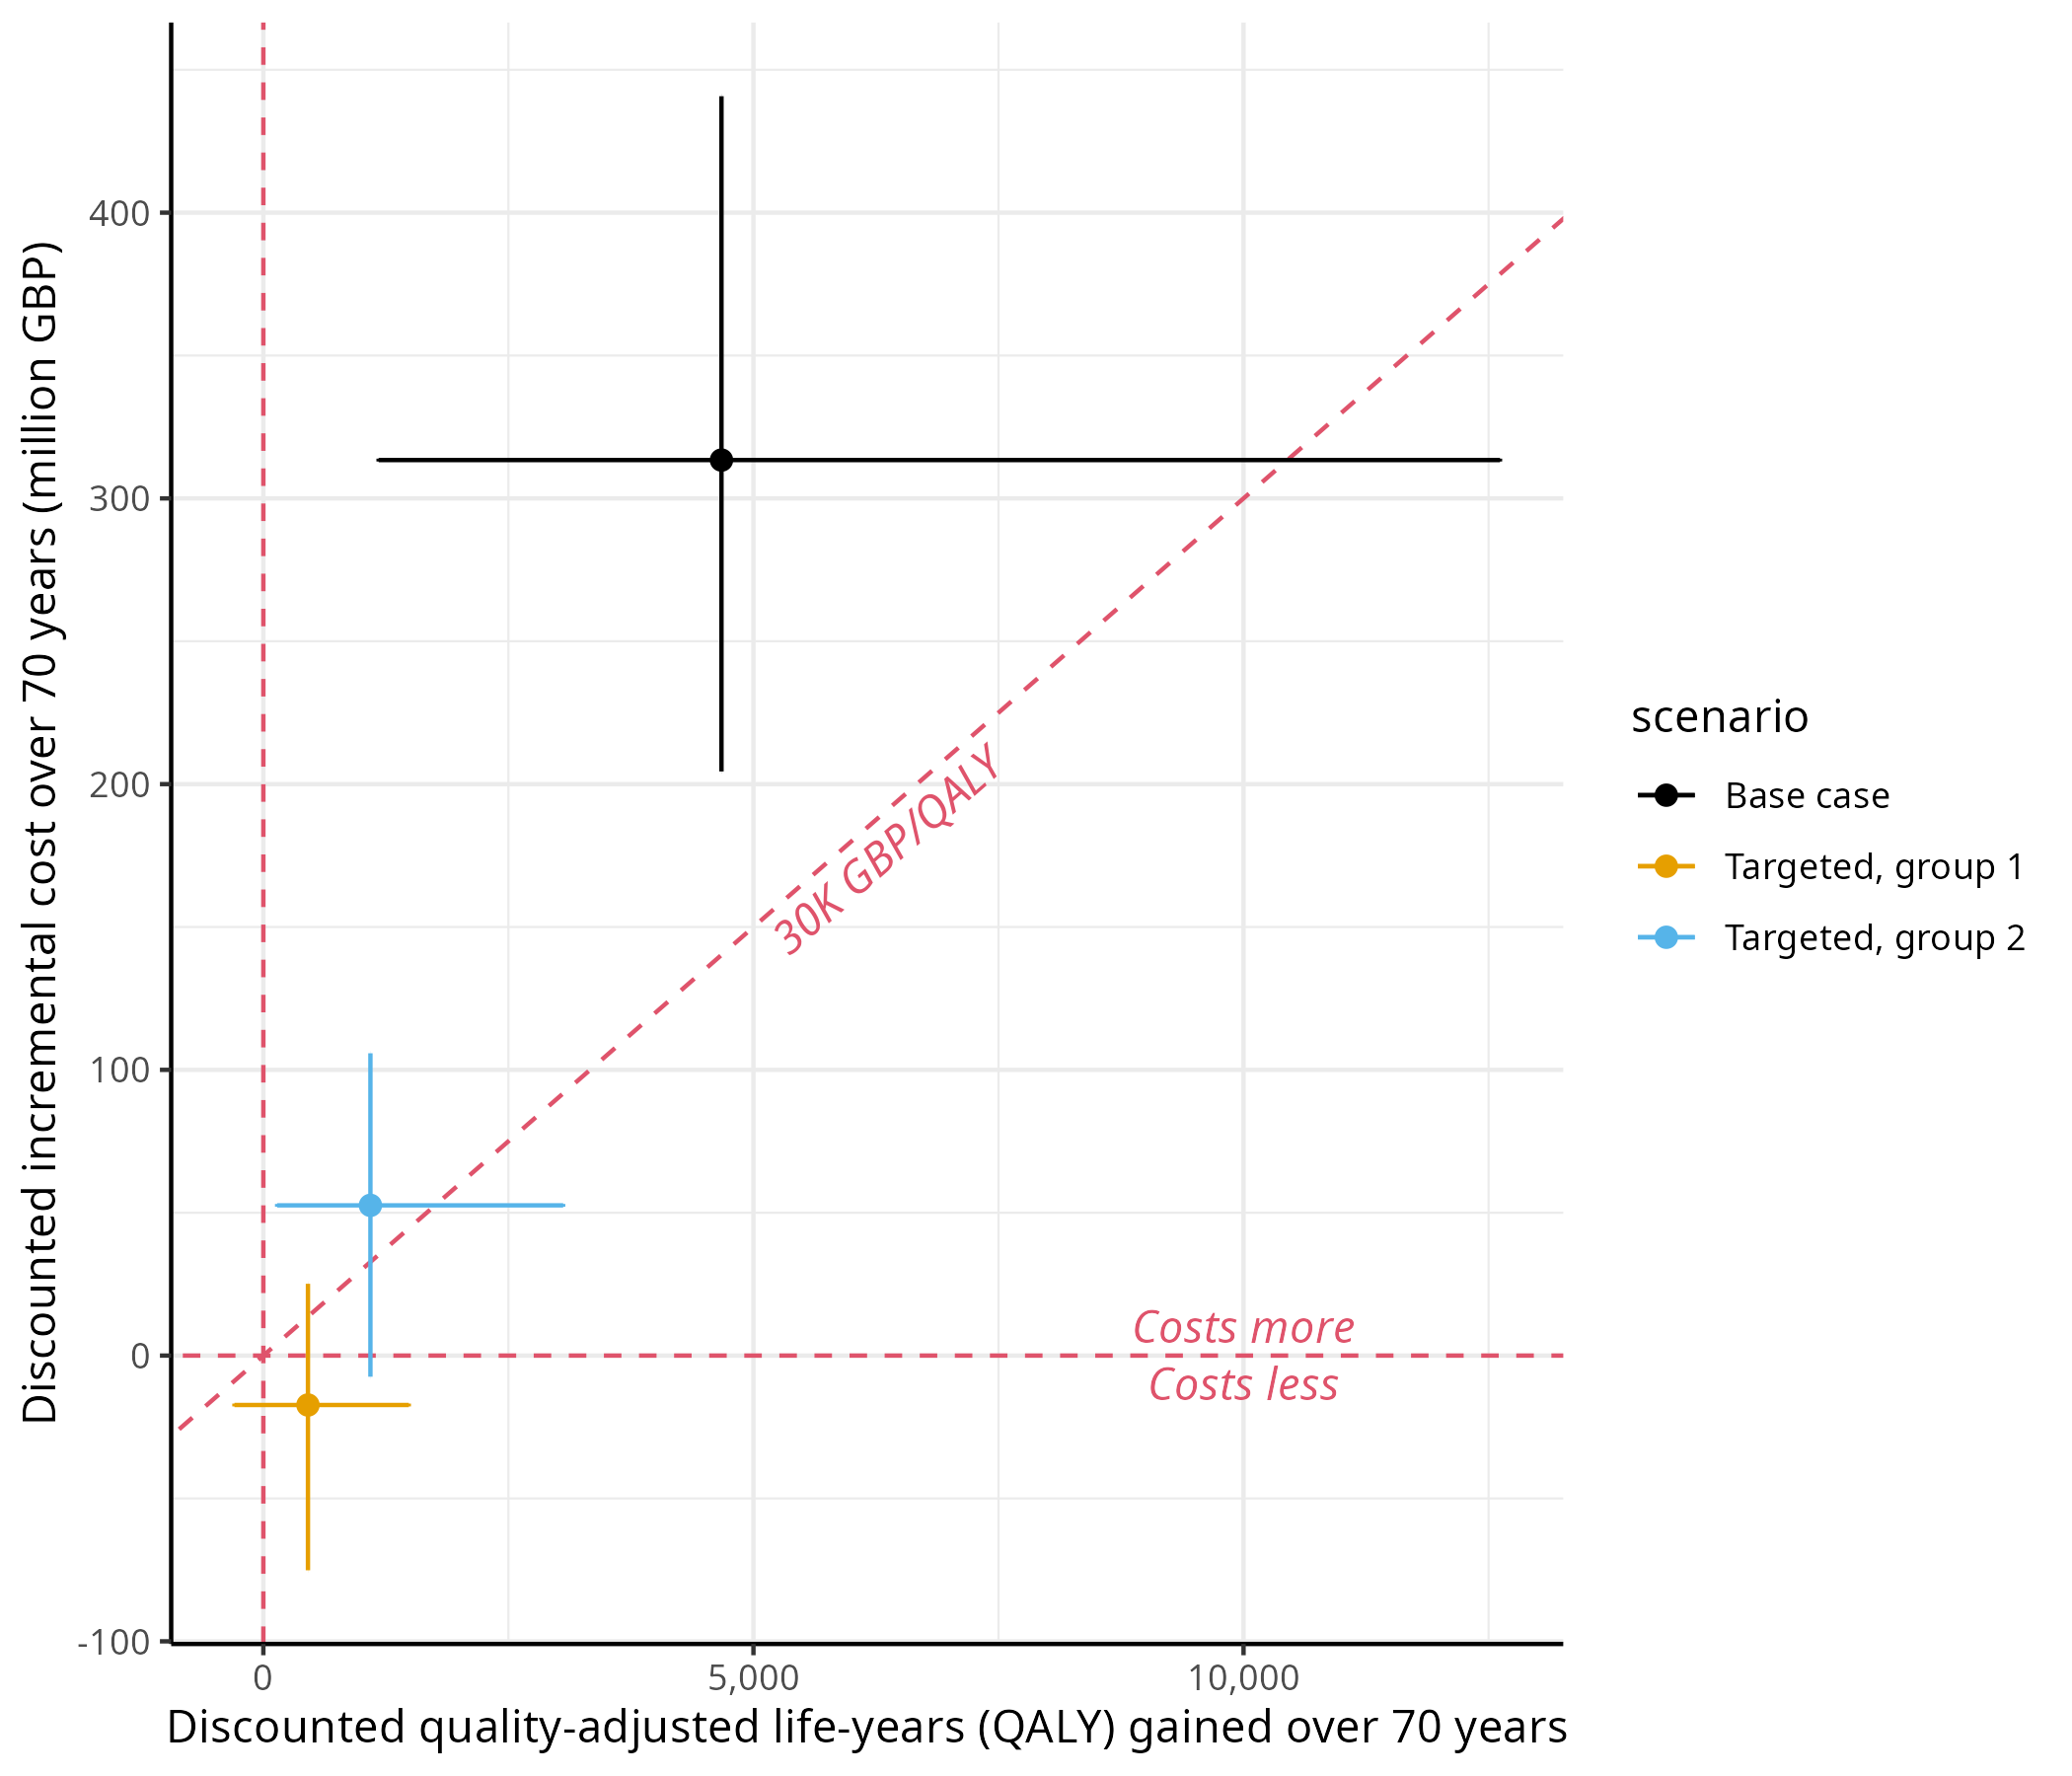 Discounted incremental cost over 70 years (million GBP)
400
300
200
100
0
-100
30K GBP/QALY
Costs more
Costs less
0
5,000
10,000
Discounted quality-adjusted life-years (QALY) gained over 70 years
scenario
Base case
Targeted, group 1
Targeted, group 2